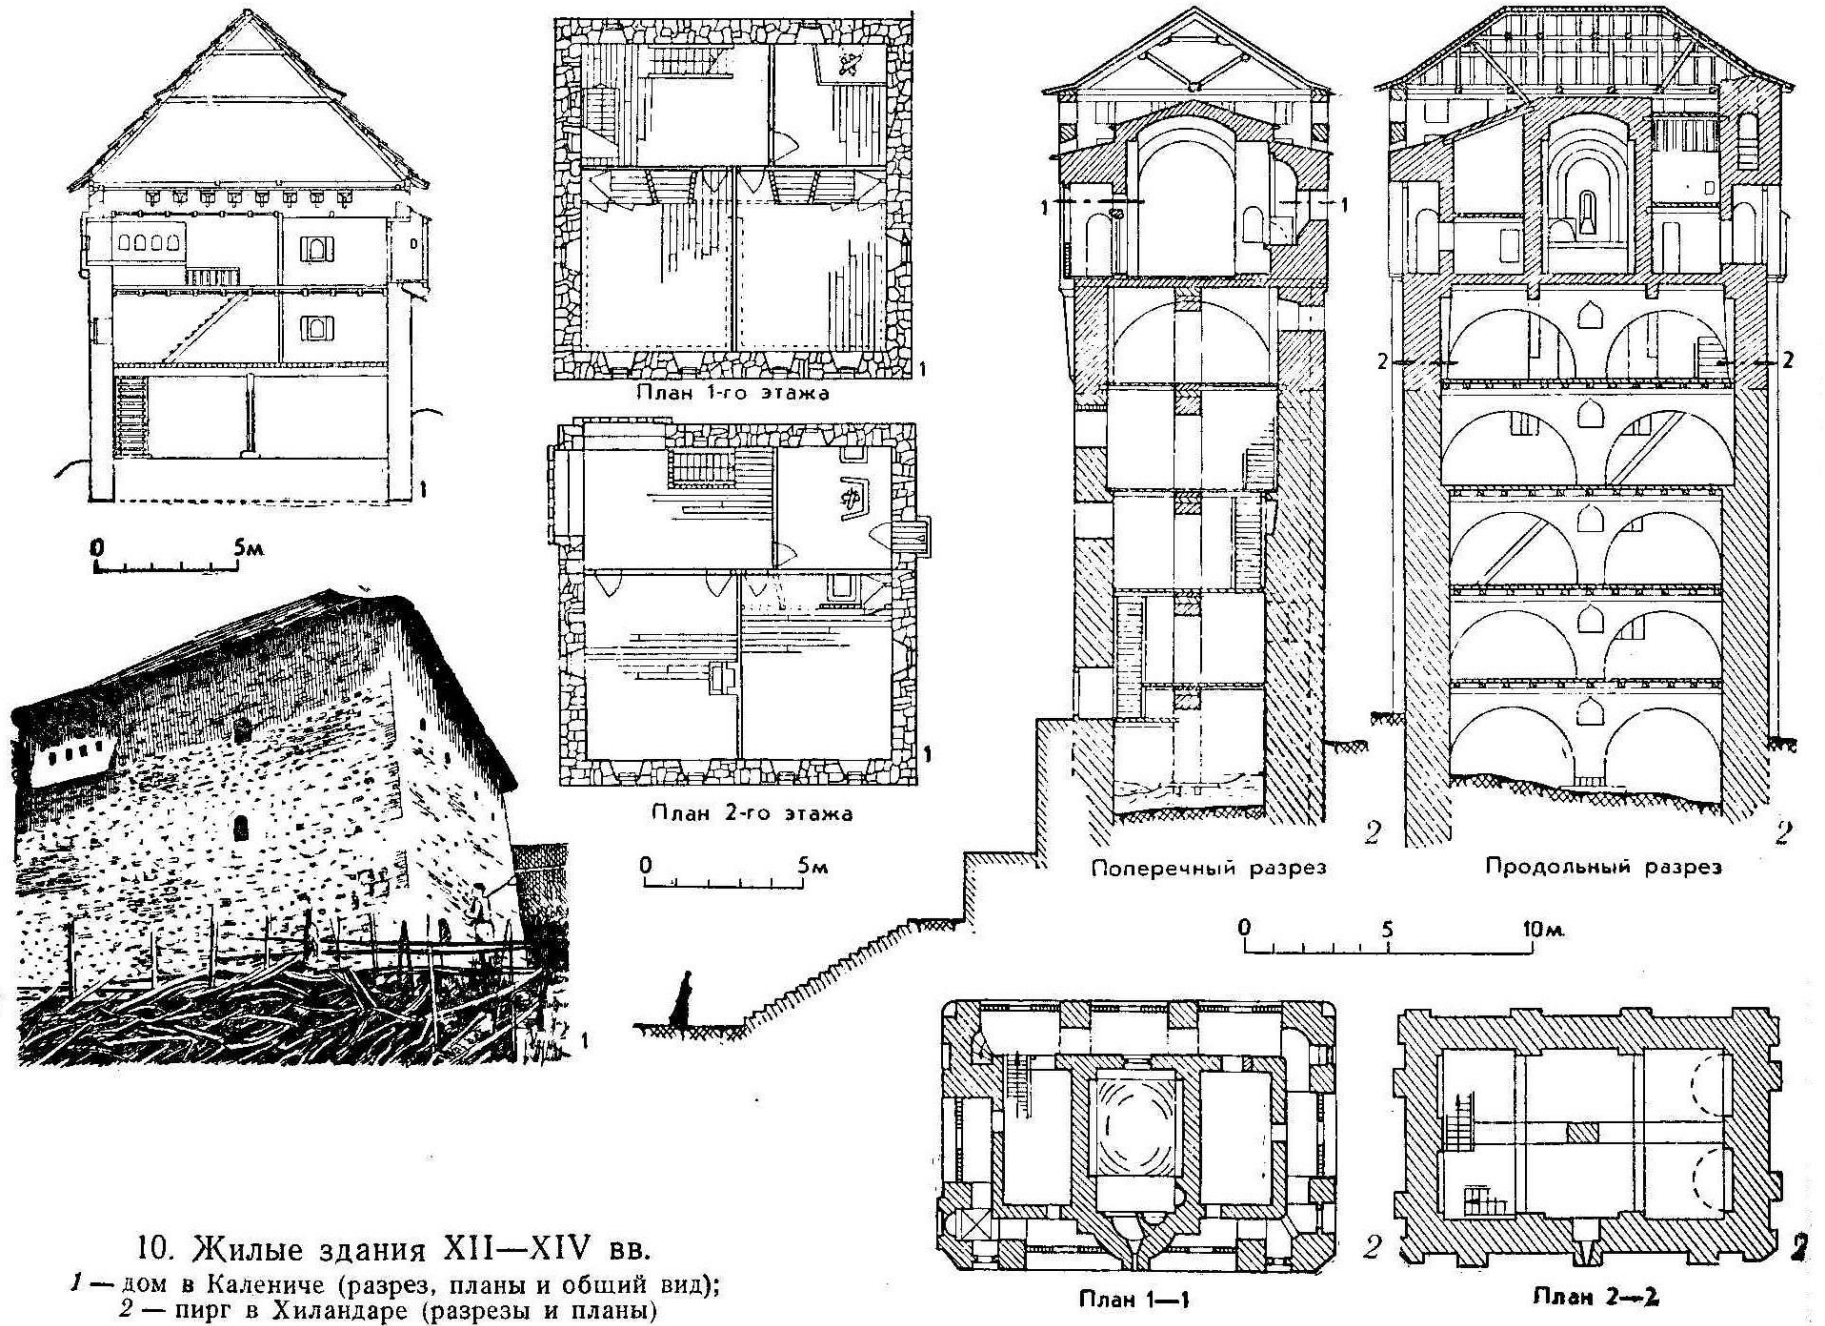 1
0 5м
1
План 1-го этажа
1
План 2-го этажа
1
0 5м
1 1
2
Поперечный разрез
2 2
2
Продольный разрез
0 5 10м.
2
План 1—1
2
План 2—2
10. Жилые здания XII—XIV вв.
1 — дом в Калениче (разрез, планы и общий вид);
2 — пирг в Хиландаре (разрезы и планы)